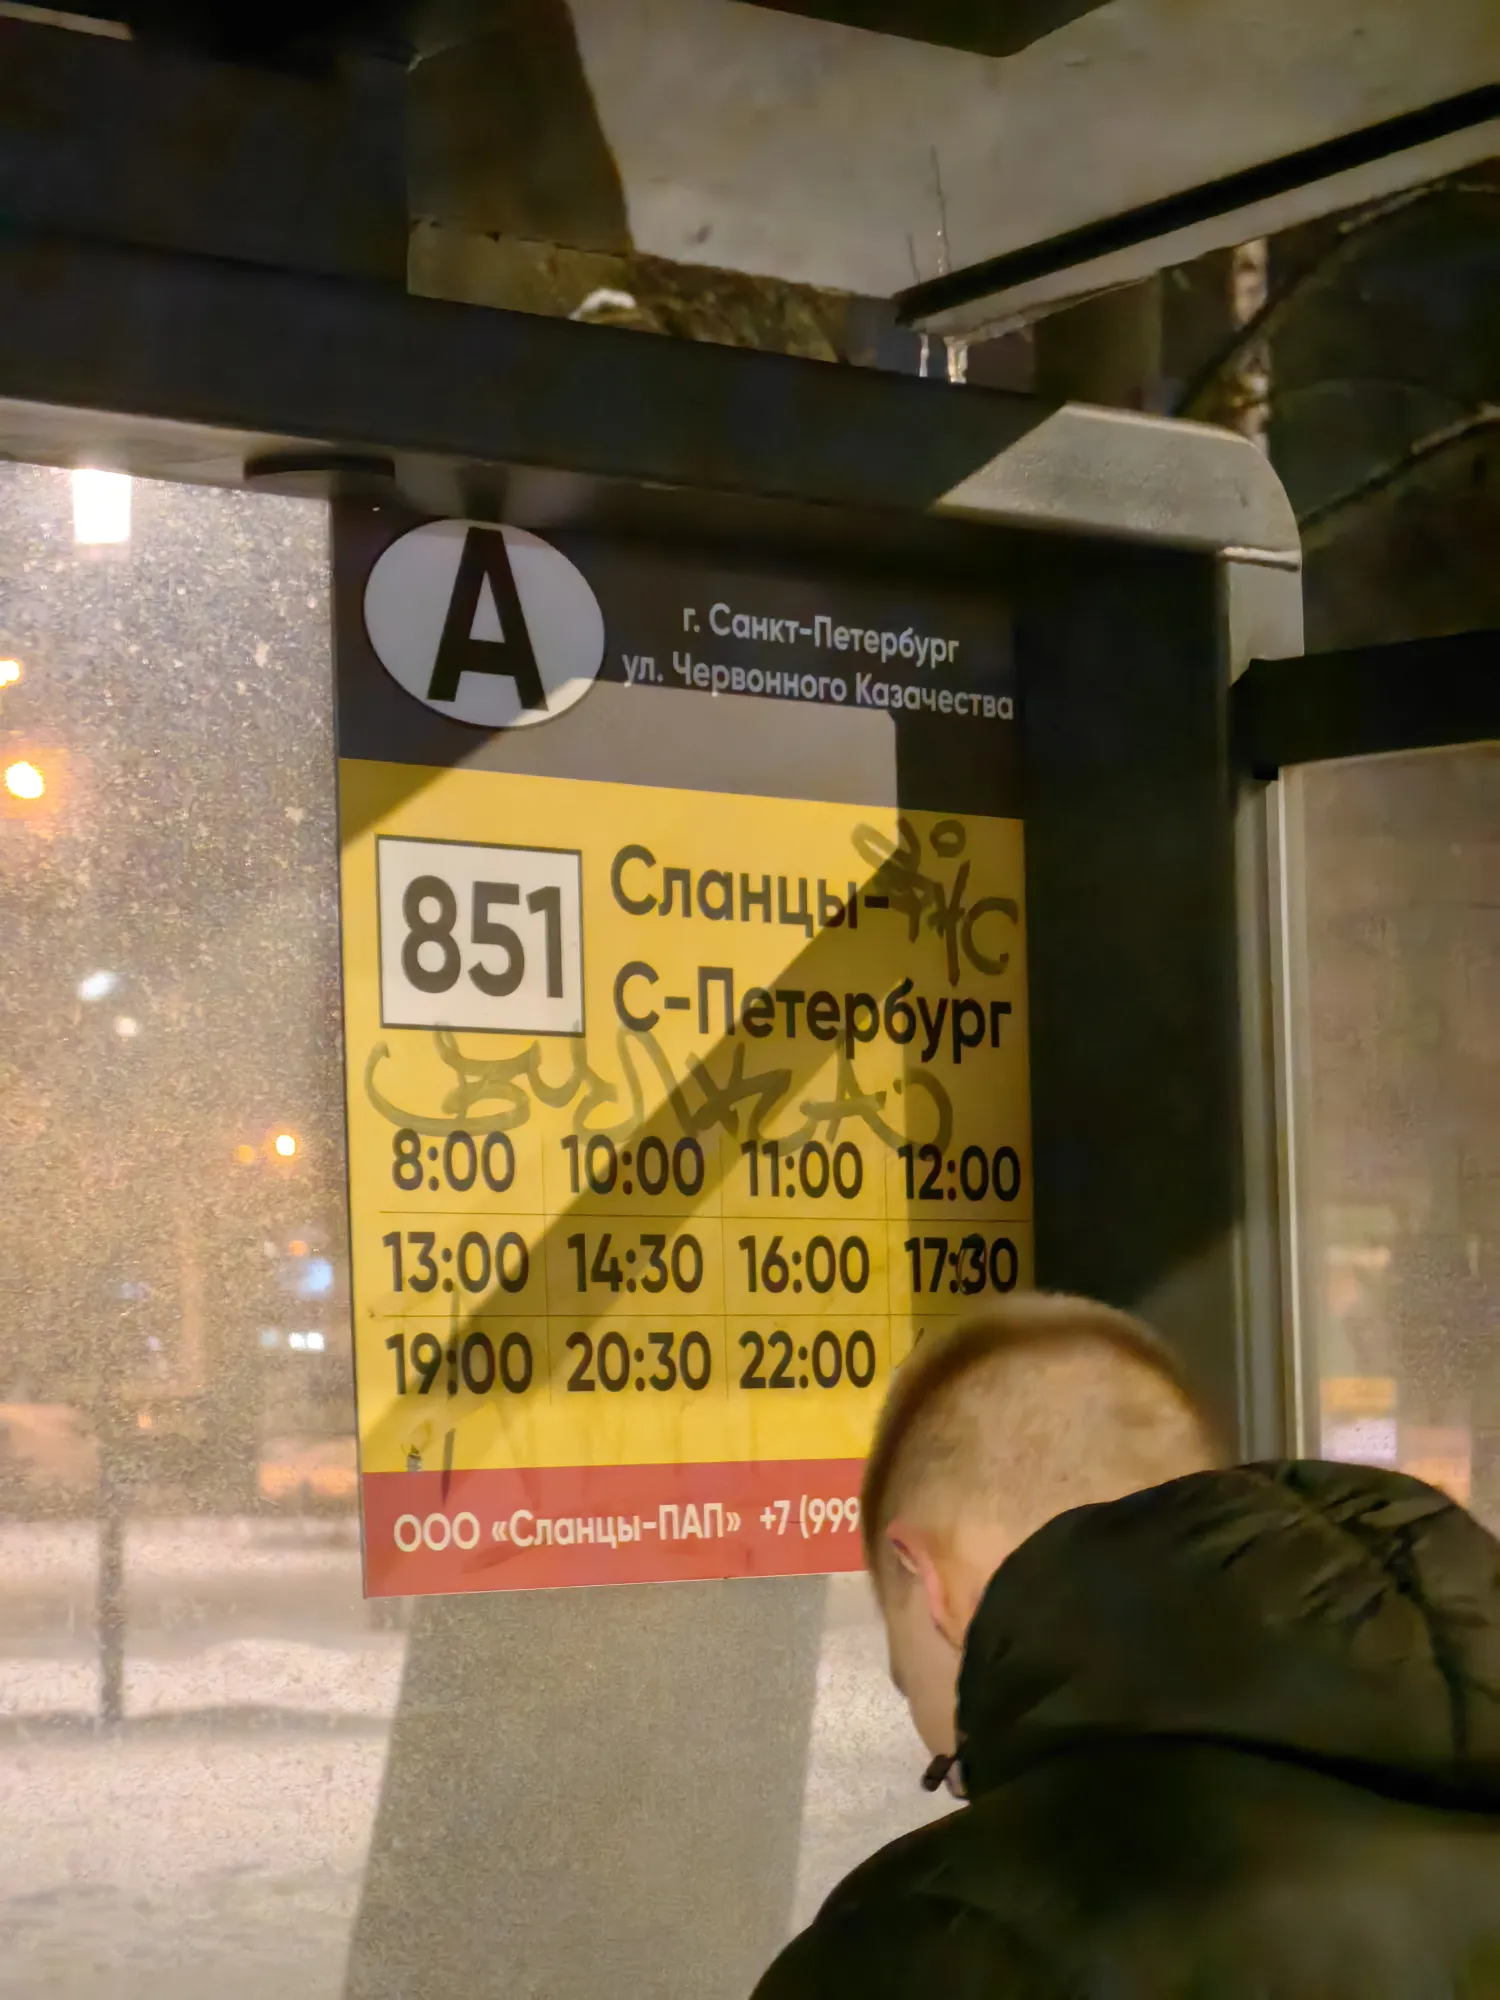 А
г. Санкт-Петербург
ул. Червонного Казачества
851
Сланцы-
С-Петербург
8:00 10:00 11:00 12:00
13:00 14:30 16:00 17:30
19:00 20:30 22:00
ООО «Сланцы-ПАП» +7 (999